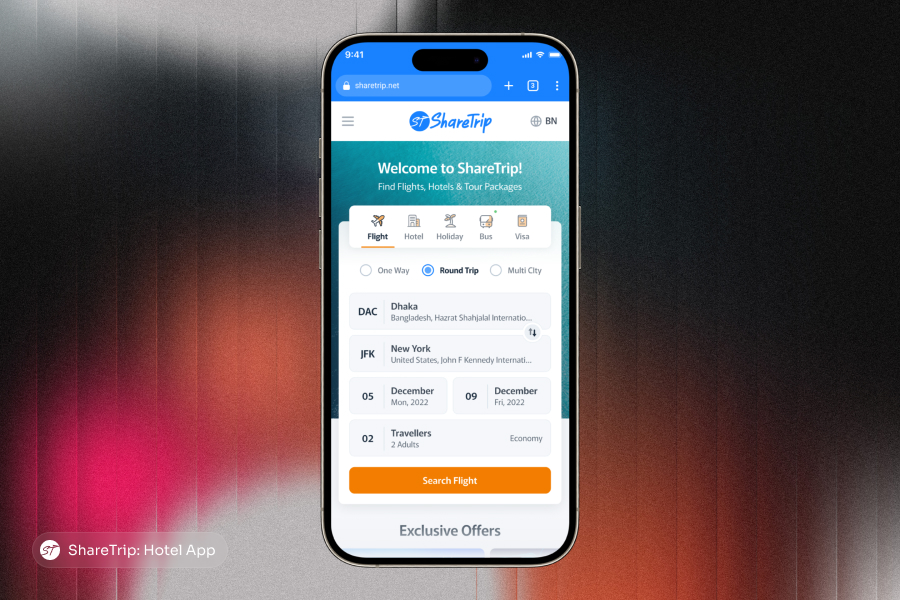 9:41
sharetrip.net
3
ST ShareTrip
BN
Welcome to ShareTrip!
Find Flights, Hotels & Tour Packages
Flight Hotel Holiday Bus Visa
One Way Round Trip Multi City
DAC Dhaka
Bangladesh, Hazrat Shahjalal Internatio...
JFK New York
United States, John F Kennedy Internati...
05 December
Mon, 2022
09 December
Fri, 2022
02 Travellers
2 Adults
Economy
Search Flight
Exclusive Offers
ST ShareTrip: Hotel App